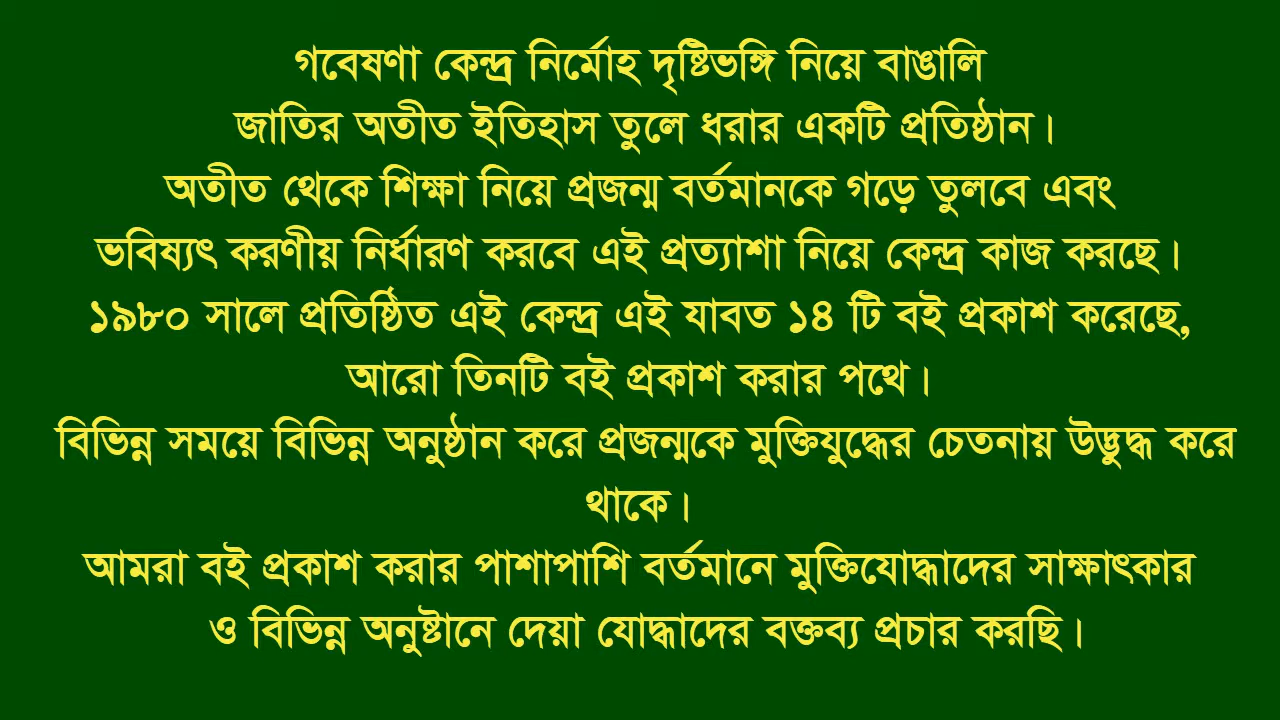 গবেষণা কেন্দ্র নির্মোহ দৃষ্টিভঙ্গি নিয়ে বাঙালি
জাতির অতীত ইতিহাস তুলে ধরার একটি প্রতিষ্ঠান।
অতীত থেকে শিক্ষা নিয়ে প্রজন্ম বর্তমানকে গড়ে তুলবে এবং
ভবিষ্যৎ করণীয় নির্ধারণ করবে এই প্রত্যাশা নিয়ে কেন্দ্র কাজ করছে।
১৯৮০ সালে প্রতিষ্ঠিত এই কেন্দ্র এই যাবত ১৪ টি বই প্রকাশ করেছে,
আরো তিনটি বই প্রকাশ করার পথে।
বিভিন্ন সময়ে বিভিন্ন অনুষ্ঠান করে প্রজন্মকে মুক্তিযুদ্ধের চেতনায় উদ্ভুদ্ধ করে
থাকে।
আমরা বই প্রকাশ করার পাশাপাশি বর্তমানে মুক্তিযোদ্ধাদের সাক্ষাৎকার
ও বিভিন্ন অনুষ্টানে দেয়া যোদ্ধাদের বক্তব্য প্রচার করছি।